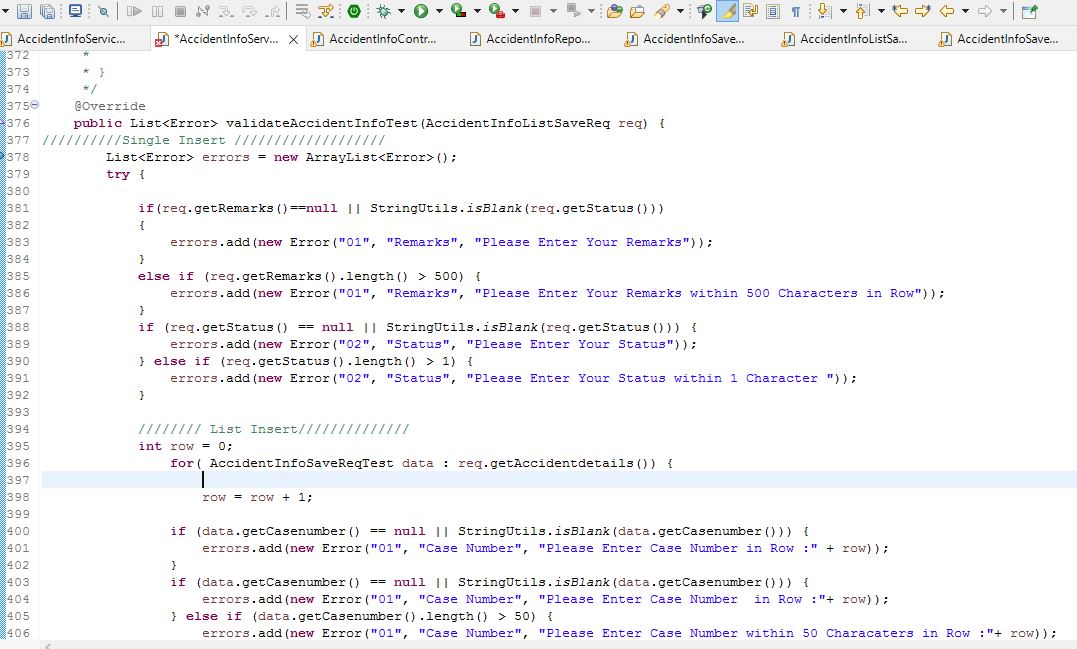 AccidentInfoServic...
*AccidentInfoServ...
AccidentInfoContr...
AccidentInfoRepo...
AccidentInfoSave...
AccidentInfoListSa...
AccidentInfoSave...
372 *
373 * }
374 */
375 @Override
376 public List<Error> validateAccidentInfoTest(AccidentInfoListSaveReq req) {
377 //////////Single Insert ///////////////////
378 List<Error> errors = new ArrayList<Error>();
379 try {
380
381 if(req.getRemarks()==null || StringUtils.isBlank(req.getStatus()))
382 {
383 errors.add(new Error("01", "Remarks", "Please Enter Your Remarks"));
384 }
385 else if (req.getRemarks().length() > 500) {
386 errors.add(new Error("01", "Remarks", "Please Enter Your Remarks within 500 Characters in Row"));
387 }
388 if (req.getStatus() == null || StringUtils.isBlank(req.getStatus())) {
389 errors.add(new Error("02", "Status", "Please Enter Your Status"));
390 } else if (req.getStatus().length() > 1) {
391 errors.add(new Error("02", "Status", "Please Enter Your Status within 1 Character "));
392 }
393
394 //////// List Insert//////////////
395 int row = 0;
396 for( AccidentInfoSaveReqTest data : req.getAccidentdetails()) {
397
398 row = row + 1;
399
400 if (data.getCasenumber() == null || StringUtils.isBlank(data.getCasenumber())) {
401 errors.add(new Error("01", "Case Number", "Please Enter Case Number in Row :" + row));
402 }
403 if (data.getCasenumber() == null || StringUtils.isBlank(data.getCasenumber())) {
404 errors.add(new Error("01", "Case Number", "Please Enter Case Number  in Row :"+ row));
405 } else if (data.getCasenumber().length() > 50) {
406 errors.add(new Error("01", "Case Number", "Please Enter Case Number within 50 Characaters in Row :"+ row));